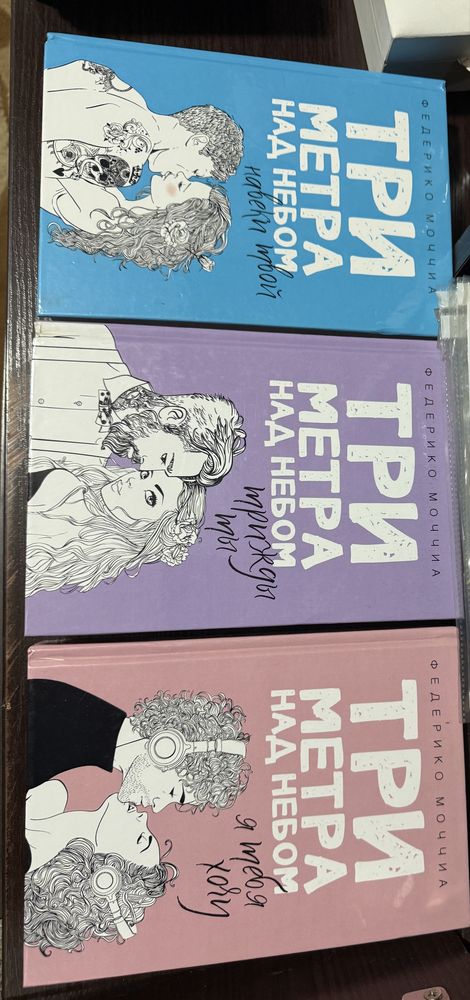 ФЕДЕРИКО МОЧЧИА
ТРИ
МЕТРА
НАД НЕБОМ
навеки твой
ФЕДЕРИКО МОЧЧИА
ТРИ
МЕТРА
НАД НЕБОМ
трижды
ты
ФЕДЕРИКО МОЧЧИА
ТРИ
МЕТРА
НАД НЕБОМ
я тебя
хочу